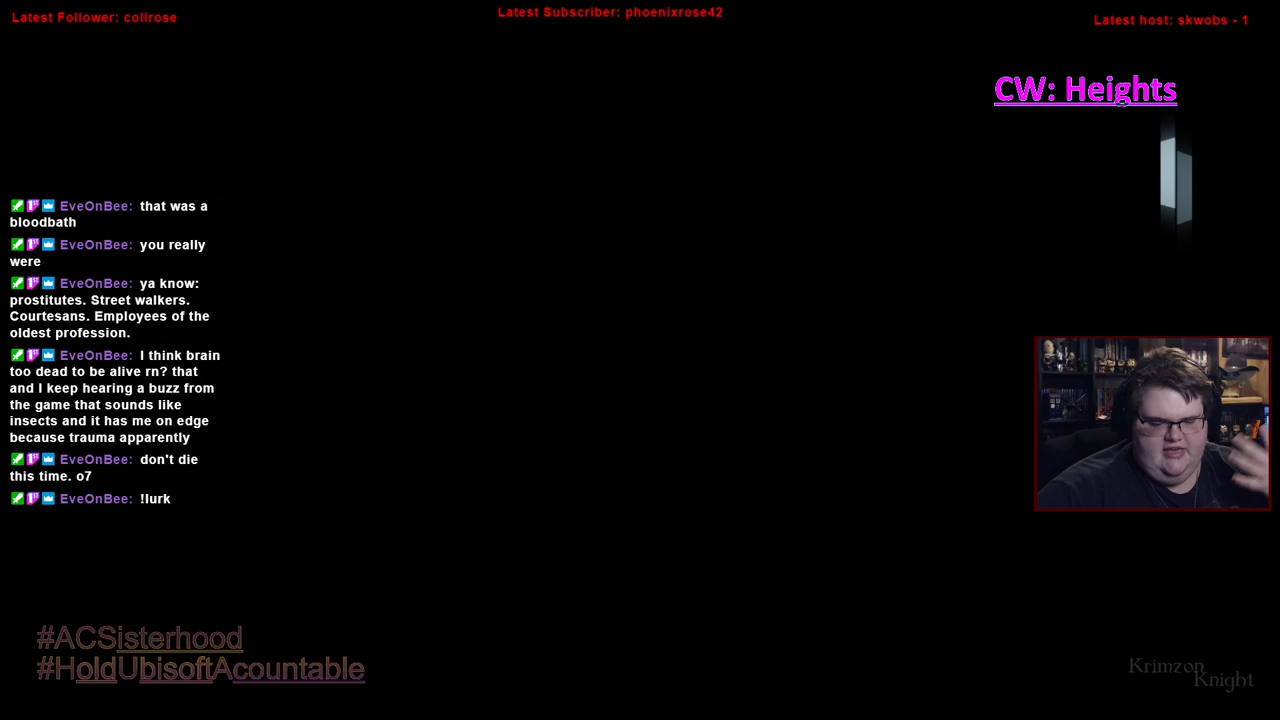 Latest Follower: collrose
Latest Subscriber: phoenixrose42
Latest host: skwobs - 1
CW: Heights
EveOnBee: that was a
bloodbath
EveOnBee: you really
were
EveOnBee: ya know:
prostitutes. Street walkers.
Courtesans. Employees of the
oldest profession.
EveOnBee: I think brain
too dead to be alive rn? that
and I keep hearing a buzz from
the game that sounds like
insects and it has me on edge
because trauma apparently
EveOnBee: don't die
this time. o7
EveOnBee: !lurk
#ACSisterhood
#HoldUbisoftAcountable
Krimzon
Knight